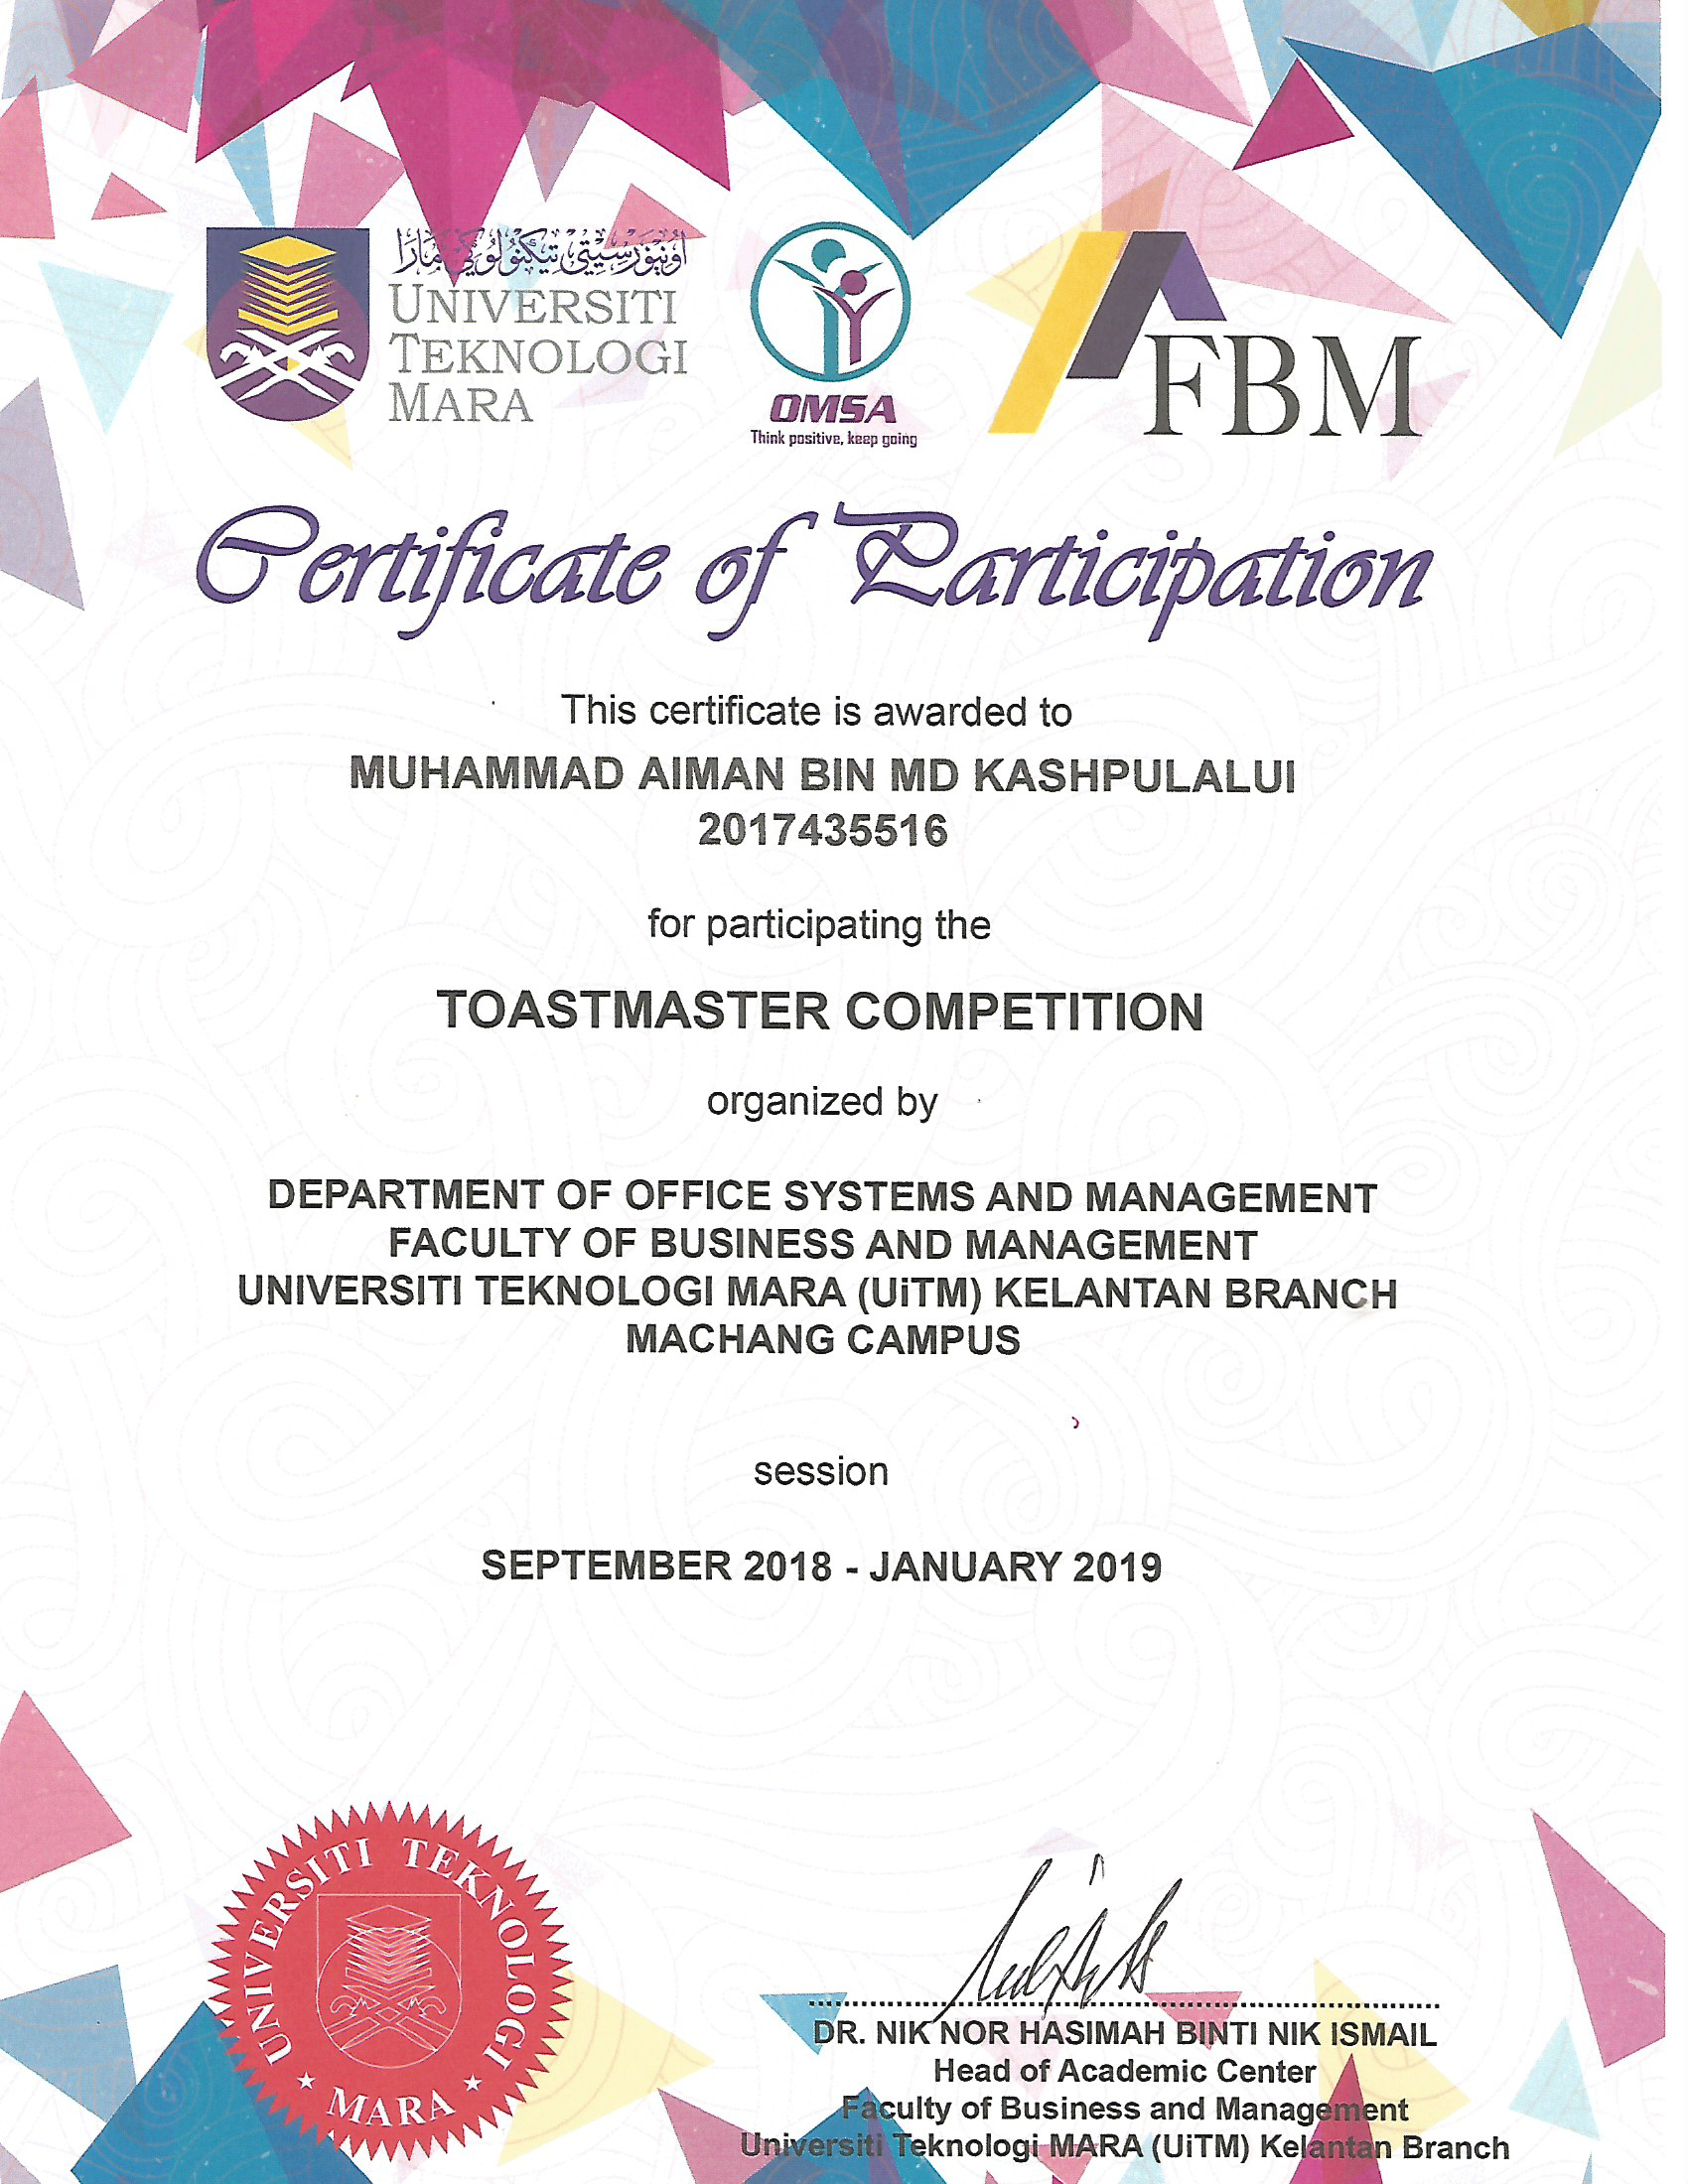 اونيۏرسيتي تيكنولوڬي مارا
UNIVERSITI
TEKNOLOGI
MARA
OMSA
Think positive, keep going
FBM
Certificate of Participation
This certificate is awarded to
MUHAMMAD AIMAN BIN MD KASHPULALUI
2017435516
for participating the
TOASTMASTER COMPETITION
organized by
DEPARTMENT OF OFFICE SYSTEMS AND MANAGEMENT
FACULTY OF BUSINESS AND MANAGEMENT
UNIVERSITI TEKNOLOGI MARA (UiTM) KELANTAN BRANCH
MACHANG CAMPUS
session
SEPTEMBER 2018 - JANUARY 2019
UNIVERSITI TEKNOLOGI
MARA
DR. NIK NOR HASIMAH BINTI NIK ISMAIL
Head of Academic Center
Faculty of Business and Management
Universiti Teknologi MARA (UiTM) Kelantan Branch